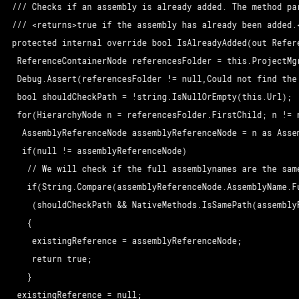 /// Checks if an assembly is already added. The method par
/// <returns>true if the assembly has already been added.<
protected internal override bool IsAlreadyAdded(out Refere
ReferenceContainerNode referencesFolder = this.ProjectMgr
Debug.Assert(referencesFolder != null,Could not find the
bool shouldCheckPath = !string.IsNullOrEmpty(this.Url);
for(HierarchyNode n = referencesFolder.FirstChild; n != n
AssemblyReferenceNode assemblyReferenceNode = n as Assem
if(null != assemblyReferenceNode)
// We will check if the full assemblynames are the same
if(String.Compare(assemblyReferenceNode.AssemblyName.Fu
(shouldCheckPath && NativeMethods.IsSamePath(assemblyR
{
existingReference = assemblyReferenceNode;
return true;
}
existingReference = null;